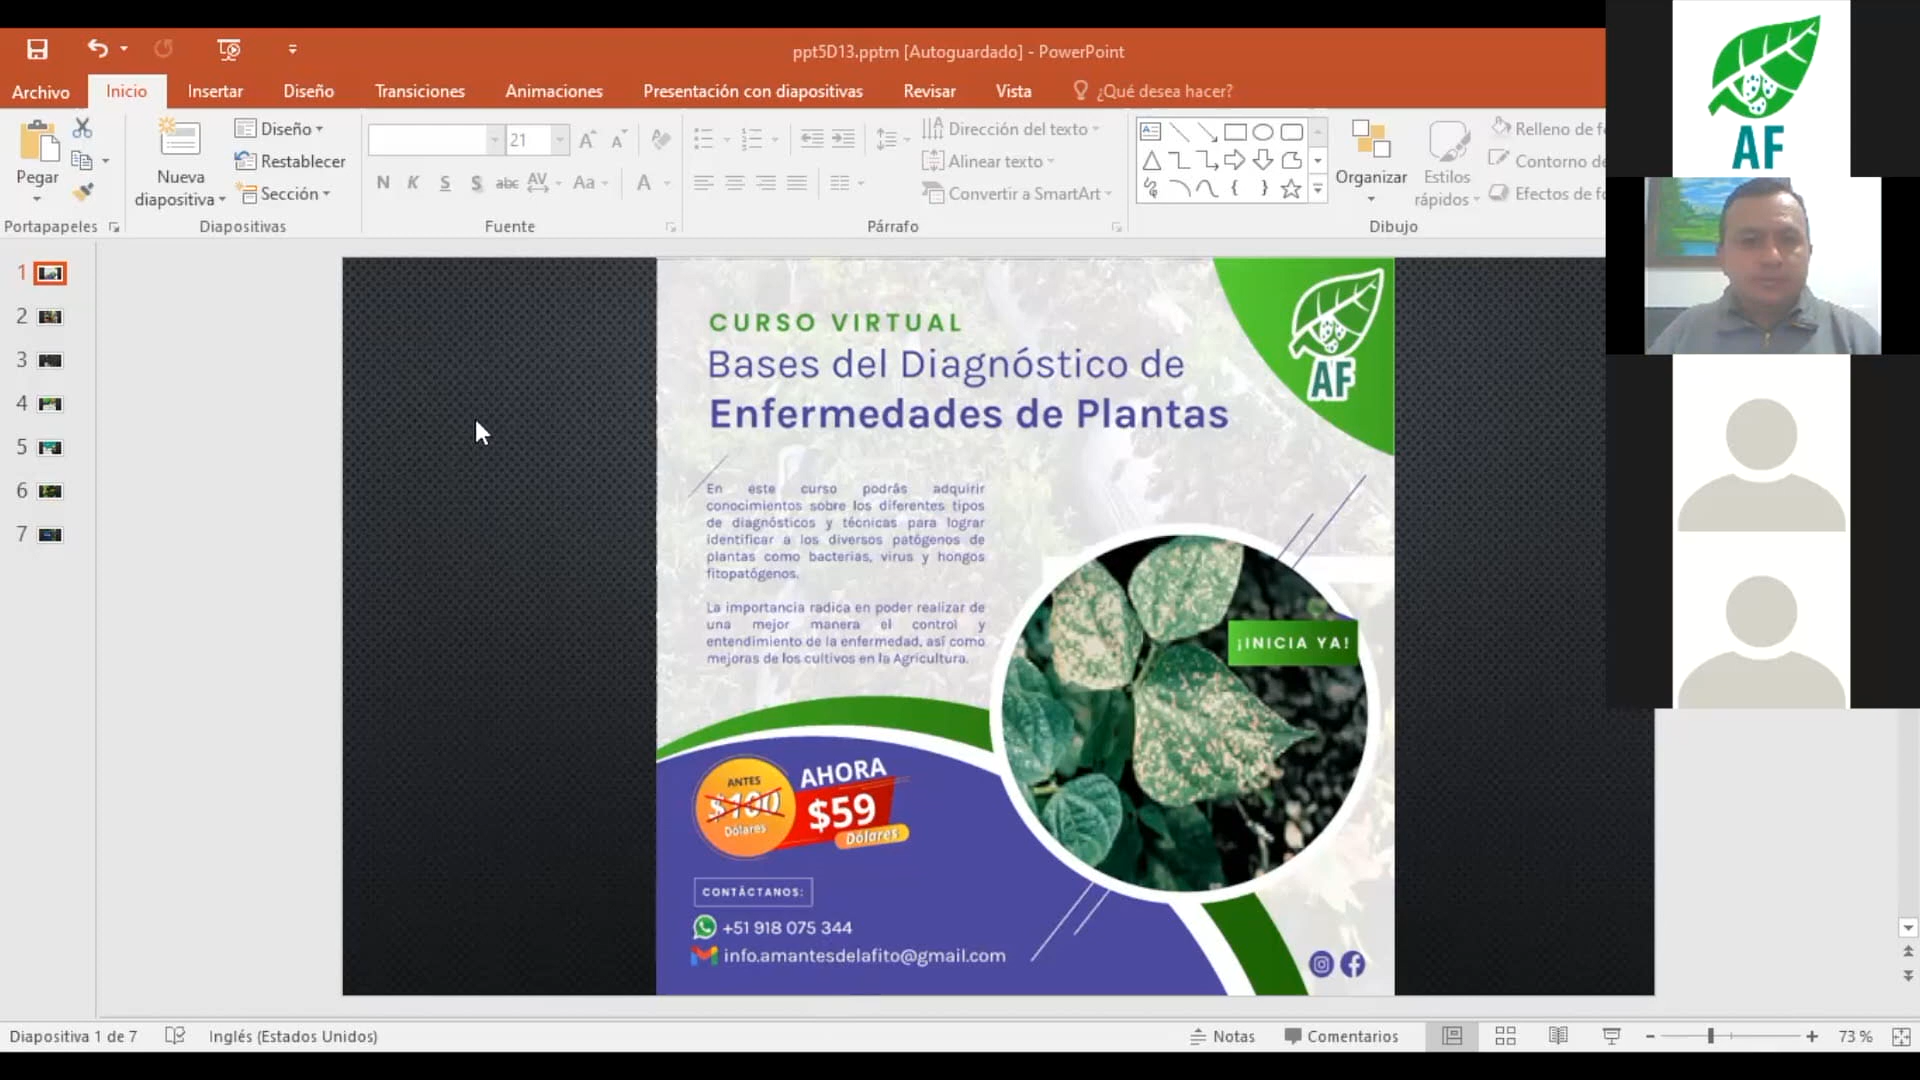 ppt5D13.pptm [Autoguardado] - PowerPoint
Archivo
Inicio
Insertar
Diseño
Transiciones
Animaciones
Presentación con diapositivas
Revisar
Vista
¿Qué desea hacer?
Pegar
Portapapeles
Nueva
diapositiva
Diseño
Restablecer
Sección
Diapositivas
21
N K S S abc AV Aa A
Fuente
Dirección del texto
Alinear texto
Convertir a SmartArt
Párrafo
Organizar
Estilos
rápidos
Relleno de f
Contorno de
Efectos de f
Dibujo
AF
1
2
3
4
5
6
7
CURSO VIRTUAL
Bases del Diagnóstico de
Enfermedades de Plantas
AF
En este curso podrás adquirir
conocimientos sobre los diferentes tipos
de diagnósticos y técnicas para lograr
identificar a los diversos patógenos de
plantas como bacterias, virus y hongos
fitopatógenos.
La importancia radica en poder realizar de
una mejor manera el control y
entendimiento de la enfermedad, así como
mejoras de los cultivos en la Agricultura.
¡INICIA YA!
ANTES
$100
Dólares
AHORA
$59
Dólares
CONTÁCTANOS:
+51 918 075 344
info.amantesdelafito@gmail.com
Diapositiva 1 de 7
Inglés (Estados Unidos)
Notas
Comentarios
73 %